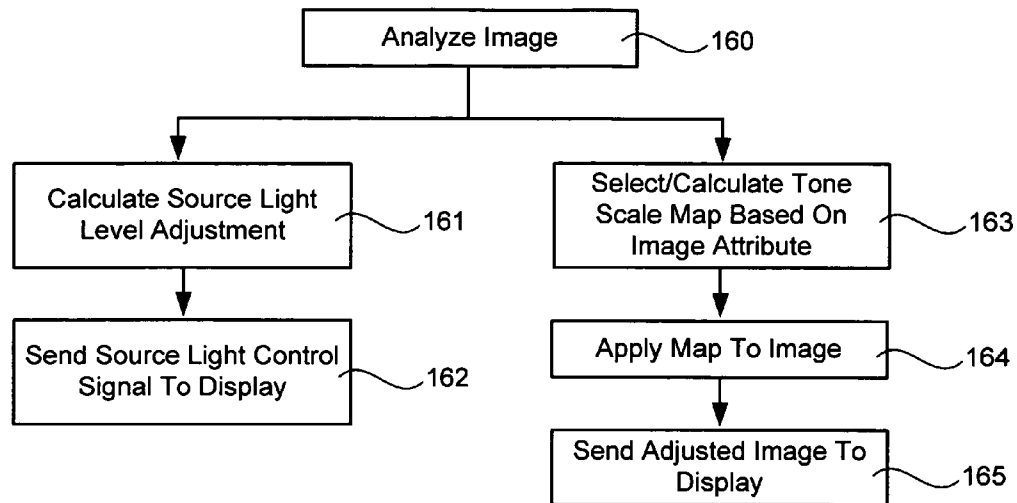 Analyze Image
160
Calculate Source Light
Level Adjustment
161
Send Source Light Control
Signal To Display
162
Select/Calculate Tone
Scale Map Based On
Image Attribute
163
Apply Map To Image
164
Send Adjusted Image To
Display
165